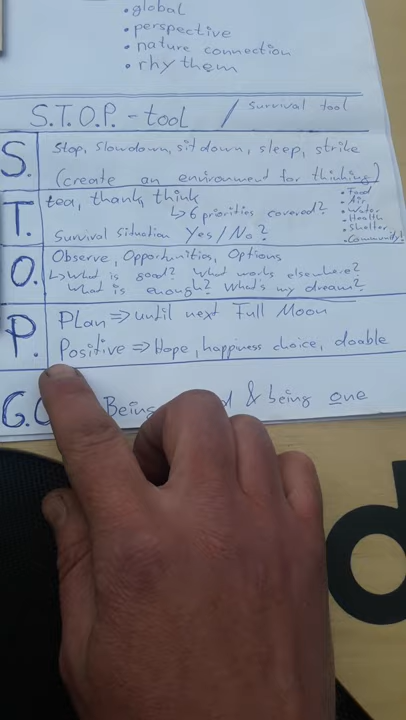 • global
• perspective
• nature connection
• rhythem
S.T.O.P. - tool / survival tool
S. Stop, Slowdown, sit down, sleep, strike
(create an environment for thinking)
T. tea, thank, think
↳ 6 priorities covered?
Survival Situation Yes/No?
• Food
• Air
• Water
• Health
• Shelter
• Community!
O. Observe, Opportunities, Options
↳ What is good? What works elsewhere?
What is enough? What's my dream?
P. PLan ⇒ until next Full Moon
Positive ⇒ Hope, happiness choice, doable
G. Being & being one
d